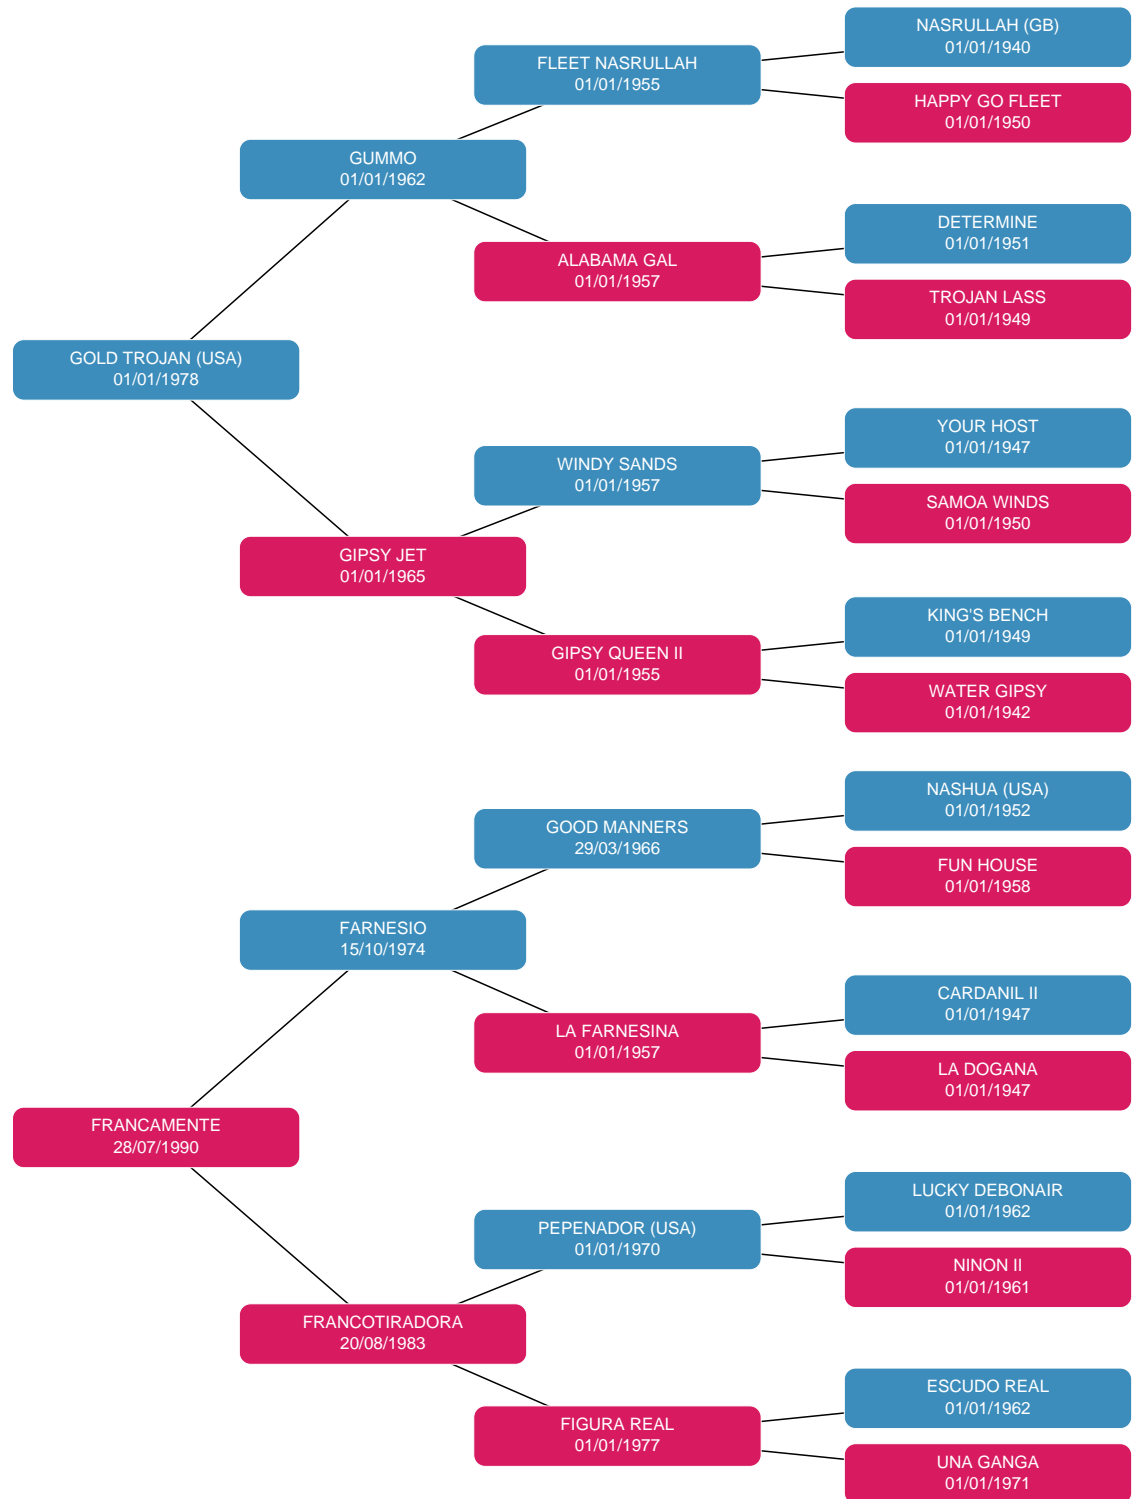 NASRULLAH (GB)
01/01/1940
FLEET NASRULLAH
01/01/1955
HAPPY GO FLEET
01/01/1950
GUMMO
01/01/1962
DETERMINE
01/01/1951
ALABAMA GAL
01/01/1957
TROJAN LASS
01/01/1949
GOLD TROJAN (USA)
01/01/1978
YOUR HOST
01/01/1947
WINDY SANDS
01/01/1957
SAMOA WINDS
01/01/1950
GIPSY JET
01/01/1965
KING'S BENCH
01/01/1949
GIPSY QUEEN II
01/01/1955
WATER GIPSY
01/01/1942
NASHUA (USA)
01/01/1952
GOOD MANNERS
29/03/1966
FUN HOUSE
01/01/1958
FARNESIO
15/10/1974
CARDANIL II
01/01/1947
LA FARNESINA
01/01/1957
LA DOGANA
01/01/1947
FRANCAMENTE
28/07/1990
LUCKY DEBONAIR
01/01/1962
PEPENADOR (USA)
01/01/1970
NINON II
01/01/1961
FRANCOTIRADORA
20/08/1983
ESCUDO REAL
01/01/1962
FIGURA REAL
01/01/1977
UNA GANGA
01/01/1971